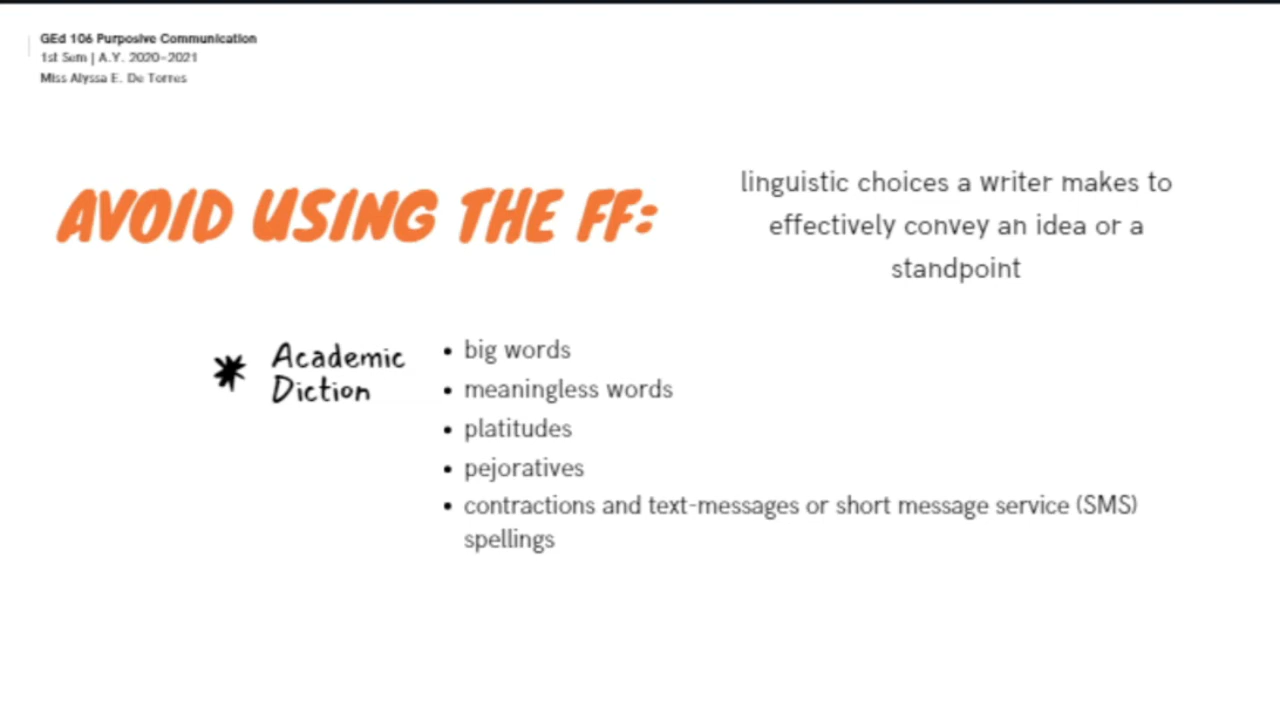 GEd 106 Purposive Communication
1st Sem | A.Y. 2020-2021
Miss Alyssa E. De Torres
AVOID USING THE FF:
linguistic choices a writer makes to
effectively convey an idea or a
standpoint
Academic
Diction
• big words
• meaningless words
• platitudes
• pejoratives
• contractions and text-messages or short message service (SMS)
spellings